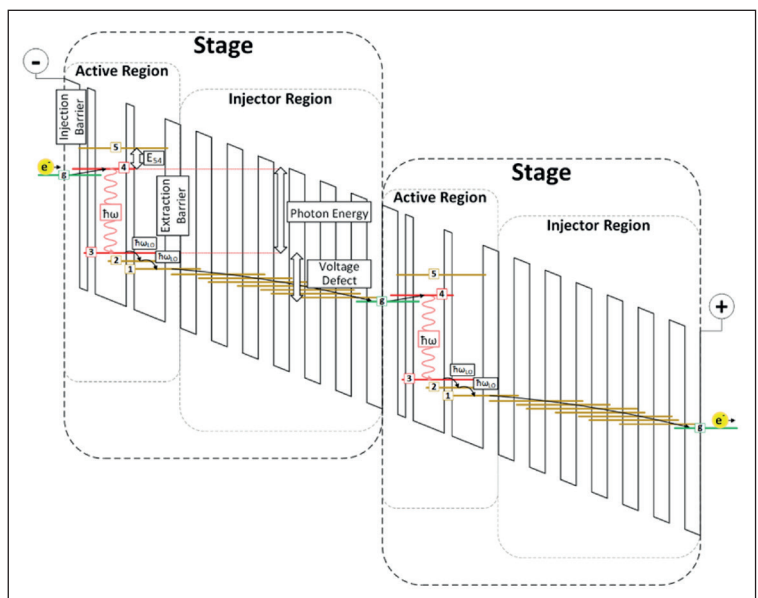 Stage
-
Active Region
Injector Region
Injection
Barrier
5
E54
e-
g
4
Extraction
Barrier
Photon Energy
ħω
3
ħωLO
ħωLO
2
1
Voltage
Defect
g
Stage
Active Region
Injector Region
5
4
+
ħω
3
ħωLO
ħωLO
2
1
e-
g